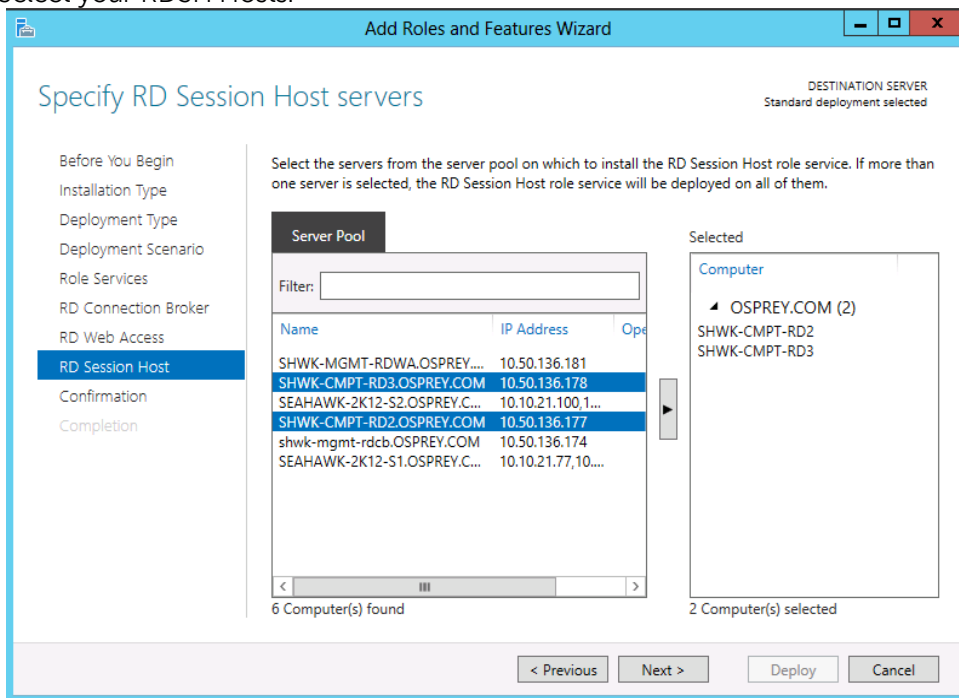 select your RDSH Hosts.
Add Roles and Features Wizard
Specify RD Session Host servers
DESTINATION SERVER
Standard deployment selected
Before You Begin
Installation Type
Deployment Type
Deployment Scenario
Role Services
RD Connection Broker
RD Web Access
RD Session Host
Confirmation
Completion
Select the servers from the server pool on which to install the RD Session Host role service. If more than
one server is selected, the RD Session Host role service will be deployed on all of them.
Server Pool
Filter:
Name IP Address Ope
SHWK-MGMT-RDWA.OSPREY.... 10.50.136.181
SHWK-CMPT-RD3.OSPREY.COM 10.50.136.178
SEAHAWK-2K12-S2.OSPREY.C... 10.10.21.100,1...
SHWK-CMPT-RD2.OSPREY.COM 10.50.136.177
shwk-mgmt-rdcb.OSPREY.COM 10.50.136.174
SEAHAWK-2K12-S1.OSPREY.C... 10.10.21.77,10....
6 Computer(s) found
Selected
Computer
OSPREY.COM (2)
SHWK-CMPT-RD2
SHWK-CMPT-RD3
2 Computer(s) selected
< Previous Next > Deploy Cancel